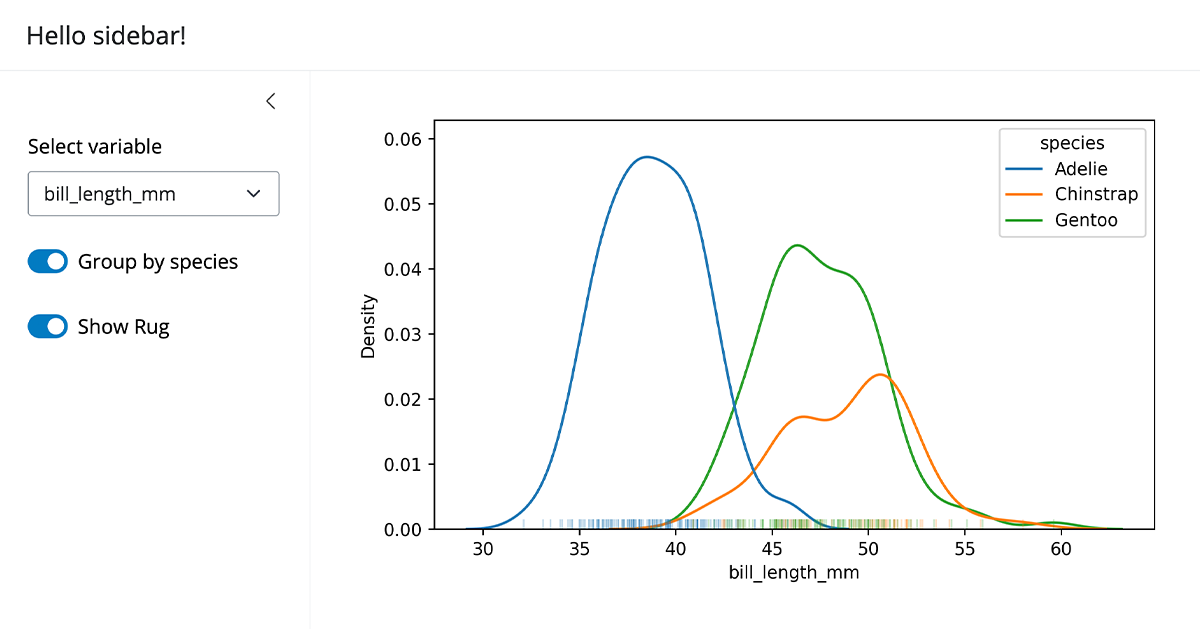 Hello sidebar!
Select variable
bill_length_mm
Group by species
Show Rug
0.06
0.05
0.04
0.03
0.02
0.01
0.00
Density
species
Adelie
Chinstrap
Gentoo
30 35 40 45 50 55 60
bill_length_mm